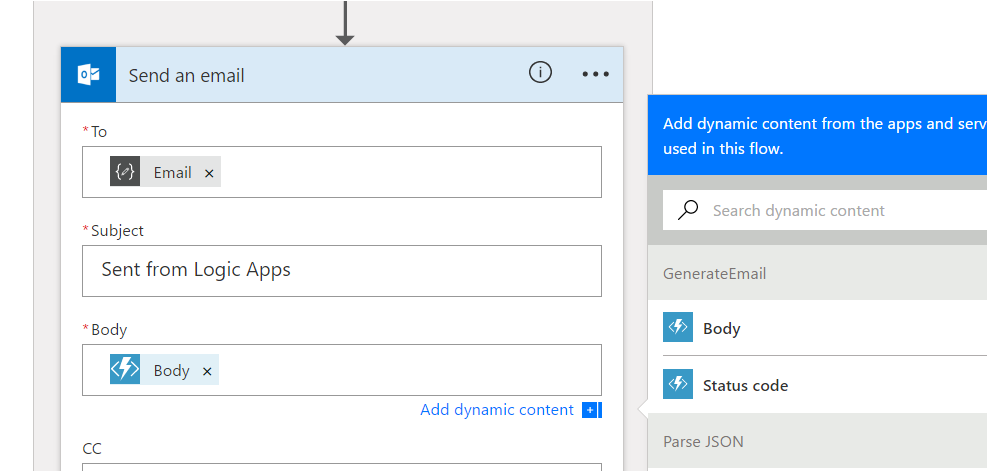 Send an email
* To
Email ×
* Subject
Sent from Logic Apps
* Body
Body ×
Add dynamic content
CC
Add dynamic content from the apps and serv
used in this flow.
Search dynamic content
GenerateEmail
Body
Status code
Parse JSON